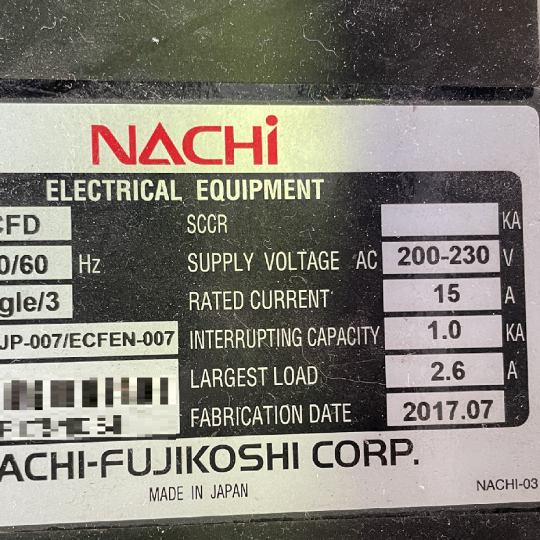 NACHi
ELECTRICAL EQUIPMENT
CFD SCCR KA
0/60 Hz SUPPLY VOLTAGE AC 200-230 V
gle/3 RATED CURRENT 15 A
JP-007/ECFEN-007 INTERRUPTING CAPACITY 1.0 KA
LARGEST LOAD 2.6 A
FABRICATION DATE 2017.07
ACHI-FUJIKOSHI CORP.
MADE IN JAPAN
NACHI-03